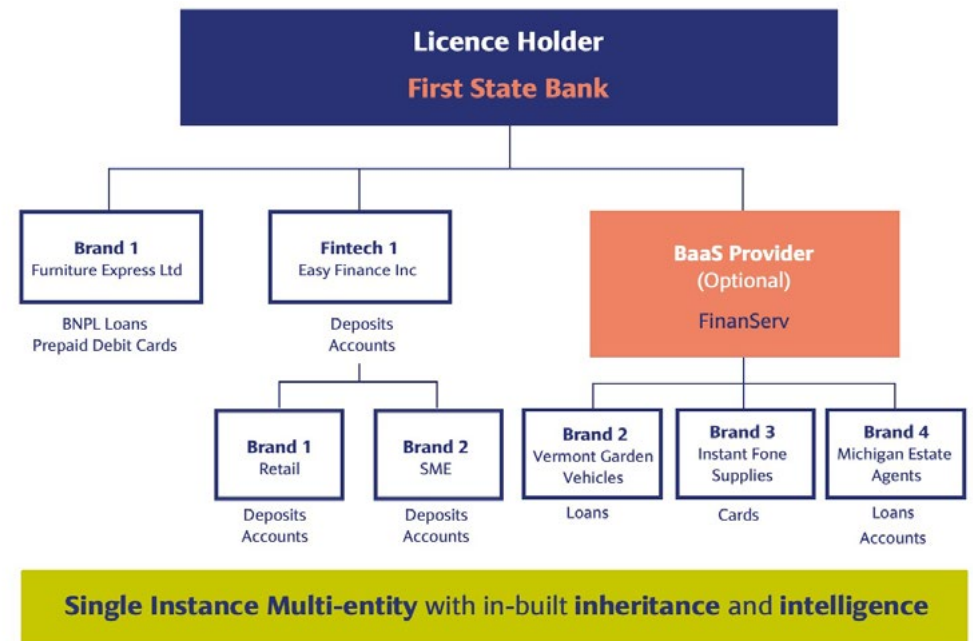 Licence Holder
First State Bank
Brand 1
Furniture Express Ltd
BNPL Loans
Prepaid Debit Cards
Fintech 1
Easy Finance Inc
Deposits
Accounts
BaaS Provider
(Optional)
FinanServ
Brand 1
Retail
Deposits
Accounts
Brand 2
SME
Deposits
Accounts
Brand 2
Vermont Garden
Vehicles
Loans
Brand 3
Instant Fone
Supplies
Cards
Brand 4
Michigan Estate
Agents
Loans
Accounts
Single Instance Multi-entity with in-built inheritance and intelligence